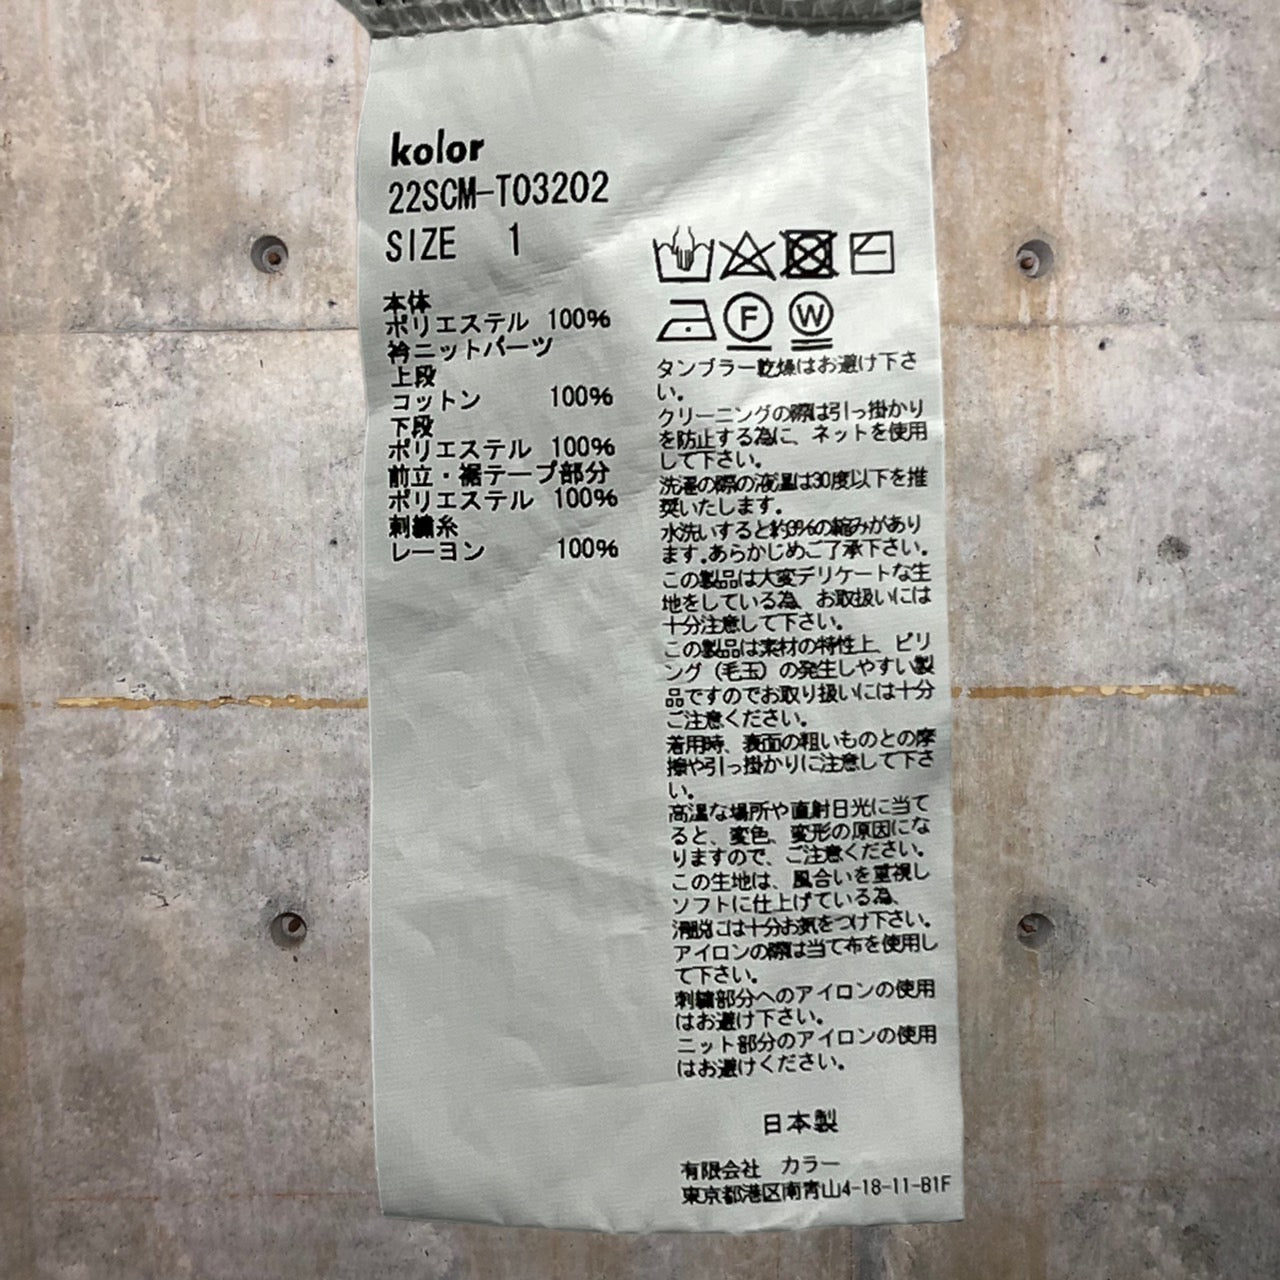 kolor
22SCM-T03202
SIZE 1
本体
ポリエステル 100%
衿ニットパーツ
上段
コットン 100%
下段
ポリエステル 100%
前立・裾テープ部分
ポリエステル 100%
刺繍糸
レーヨン 100%
F W
タンブラー乾燥はお避け下さ
い。
クリーニングの際は引っ掛かり
を防止する為に、ネットを使用
して下さい。
洗濯の際の液温は30度以下を推
奨いたします。
水洗いすると約3%の縮みがあり
ます。あらかじめご了承下さい。
この製品は大変デリケートな生
地をしている為、お取扱いには
十分注意して下さい。
この製品は素材の特性上、ピリ
ング(毛玉)の発生しやすい製
品ですのでお取り扱いには十分
ご注意ください。
着用時、表面の粗いものとの摩
擦や引っ掛かりに注意して下さ
い。
高温な場所や直射日光に当て
ると、変色、変形の原因にな
りますので、ご注意ください。
この生地は、風合いを重視し
ソフトに仕上げている為、
滑脱には十分お気をつけ下さい。
アイロンの際は当て布を使用し
て下さい。
刺繍部分へのアイロンの使用
はお避け下さい。
ニット部分のアイロンの使用
はお避けください。
日本製
有限会社 カラー
東京都港区南青山4-18-11-B1F